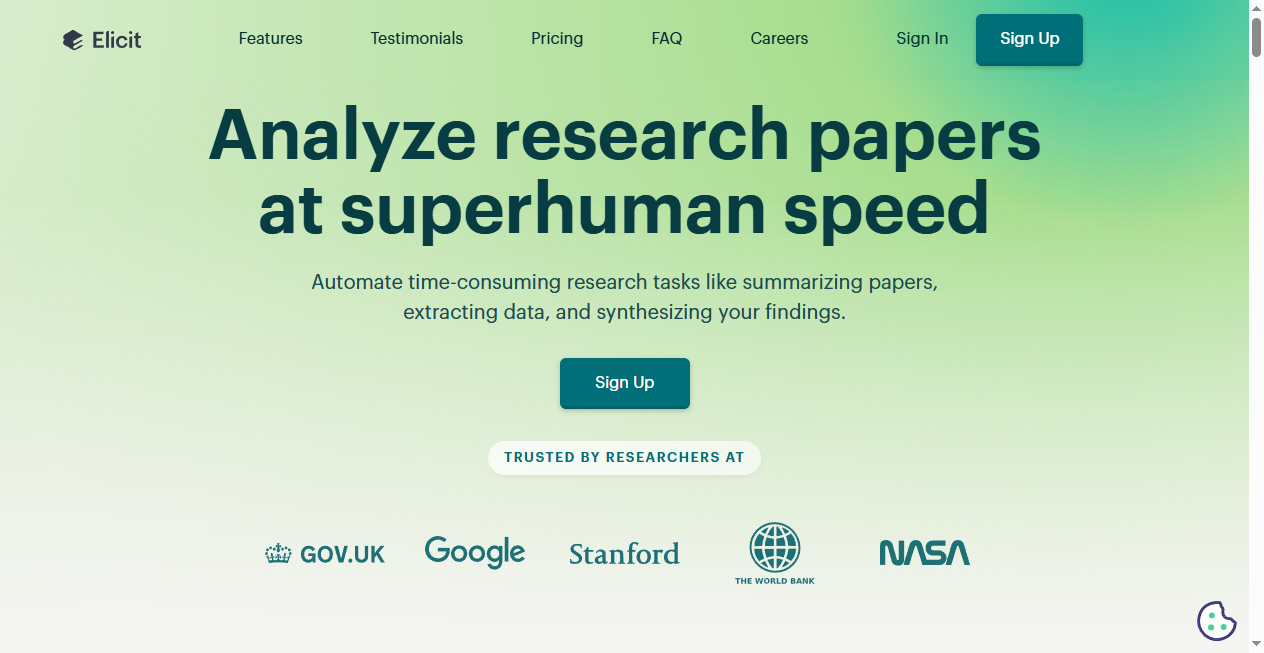 Elicit
Features
Testimonials
Pricing
FAQ
Careers
Sign In
Sign Up
Analyze research papers
at superhuman speed
Automate time-consuming research tasks like summarizing papers,
extracting data, and synthesizing your findings.
Sign Up
TRUSTED BY RESEARCHERS AT
GOV.UK
Google
Stanford
THE WORLD BANK
NASA